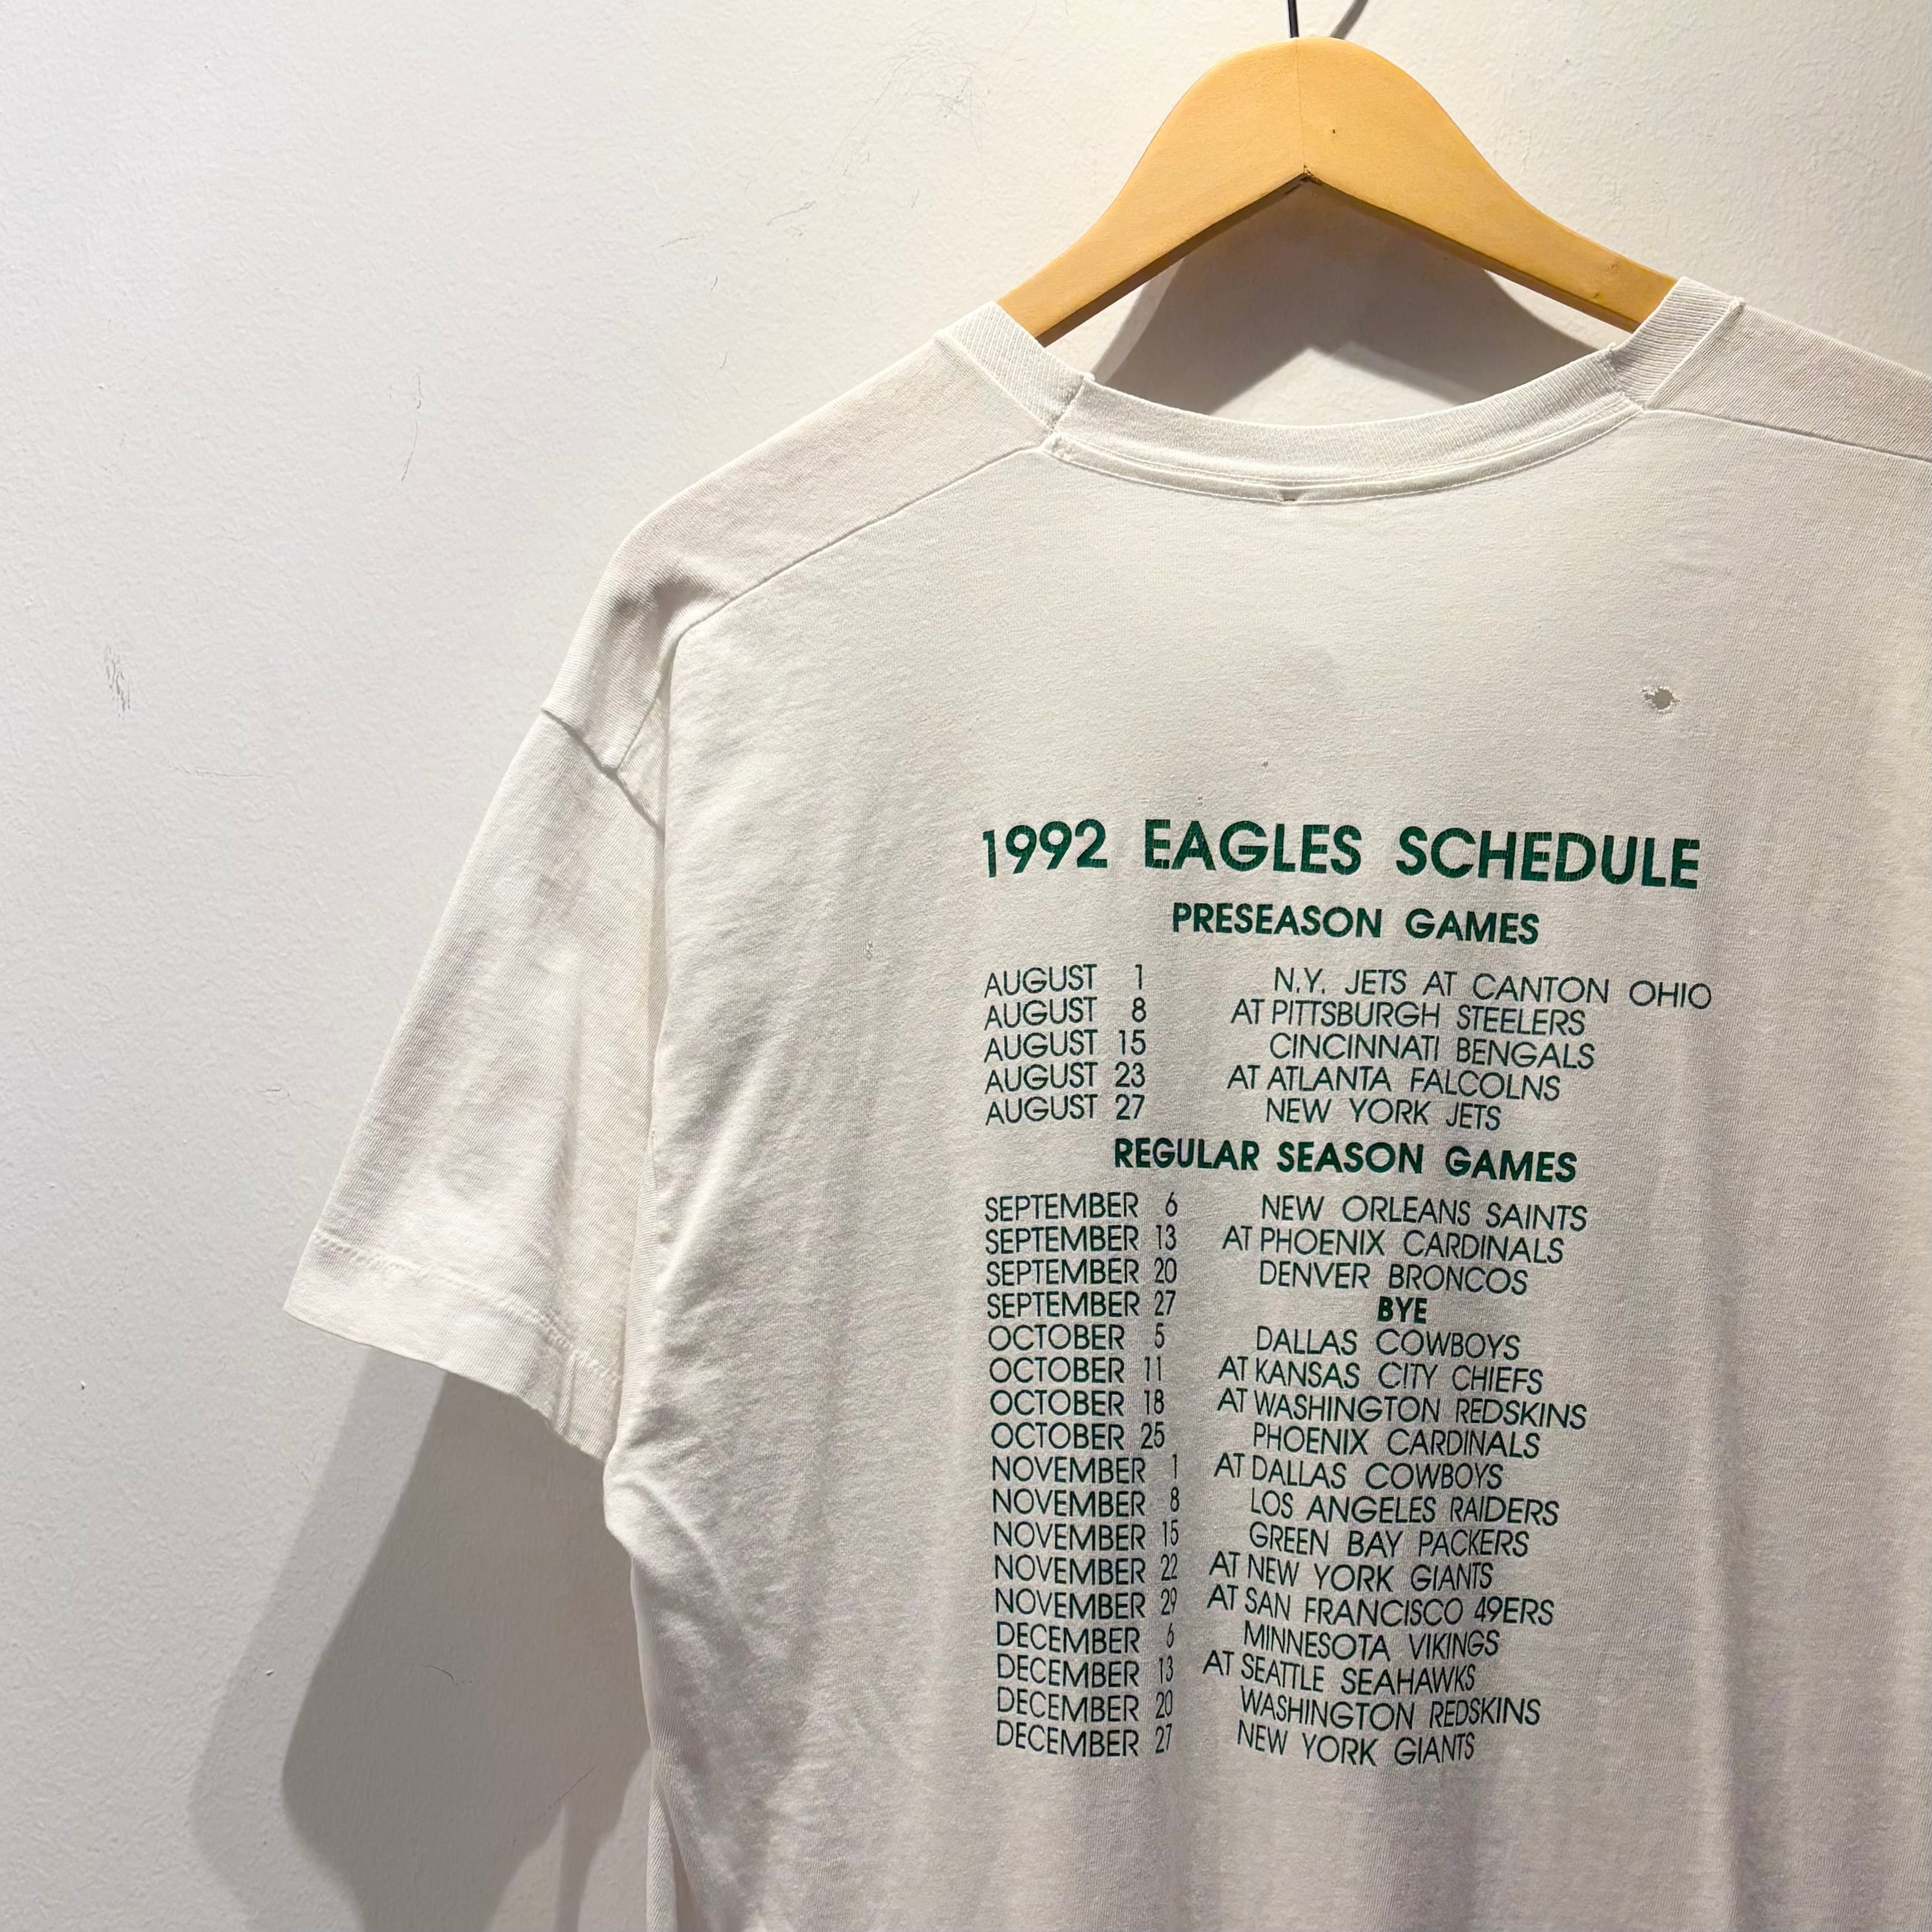 1992 EAGLES SCHEDULE
PRESEASON GAMES
AUGUST 1 N.Y. JETS AT CANTON OHIO
AUGUST 8 AT PITTSBURGH STEELERS
AUGUST 15 CINCINNATI BENGALS
AUGUST 23 AT ATLANTA FALCOLNS
AUGUST 27 NEW YORK JETS
REGULAR SEASON GAMES
SEPTEMBER 6 NEW ORLEANS SAINTS
SEPTEMBER 13 AT PHOENIX CARDINALS
SEPTEMBER 20 DENVER BRONCOS
SEPTEMBER 27 BYE
OCTOBER 5 DALLAS COWBOYS
OCTOBER 11 AT KANSAS CITY CHIEFS
OCTOBER 18 AT WASHINGTON REDSKINS
OCTOBER 25 PHOENIX CARDINALS
NOVEMBER 1 AT DALLAS COWBOYS
NOVEMBER 8 LOS ANGELES RAIDERS
NOVEMBER 15 GREEN BAY PACKERS
NOVEMBER 22 AT NEW YORK GIANTS
NOVEMBER 29 AT SAN FRANCISCO 49ERS
DECEMBER 6 MINNESOTA VIKINGS
DECEMBER 13 AT SEATTLE SEAHAWKS
DECEMBER 20 WASHINGTON REDSKINS
DECEMBER 27 NEW YORK GIANTS